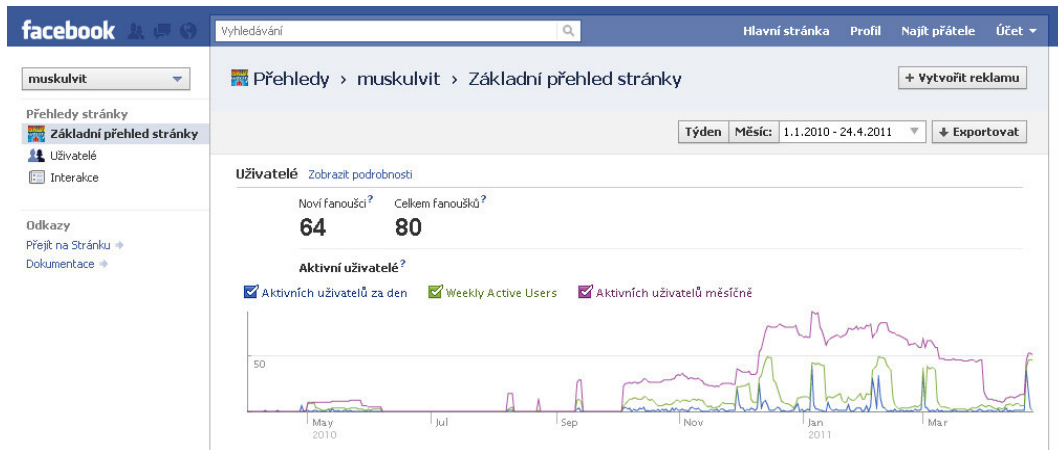 facebook
Vyhledávání
Hlavní stránka Profil Najít přátele Účet
muskulvit
Přehledy › muskulvit › Základní přehled stránky
+ Vytvořit reklamu
Přehledy stránky
Základní přehled stránky
Uživatelé
Interakce
Týden Měsíc: 1.1.2010 - 24.4.2011 Exportovat
Uživatelé Zobrazit podrobnosti
Noví fanoušci? Celkem fanoušků?
64 80
Odkazy
Přejít na Stránku
Dokumentace
Aktivní uživatelé?
Aktivních uživatelů za den Weekly Active Users Aktivních uživatelů měsíčně
50
May Jul Sep Nov Jan Mar
2010 2011